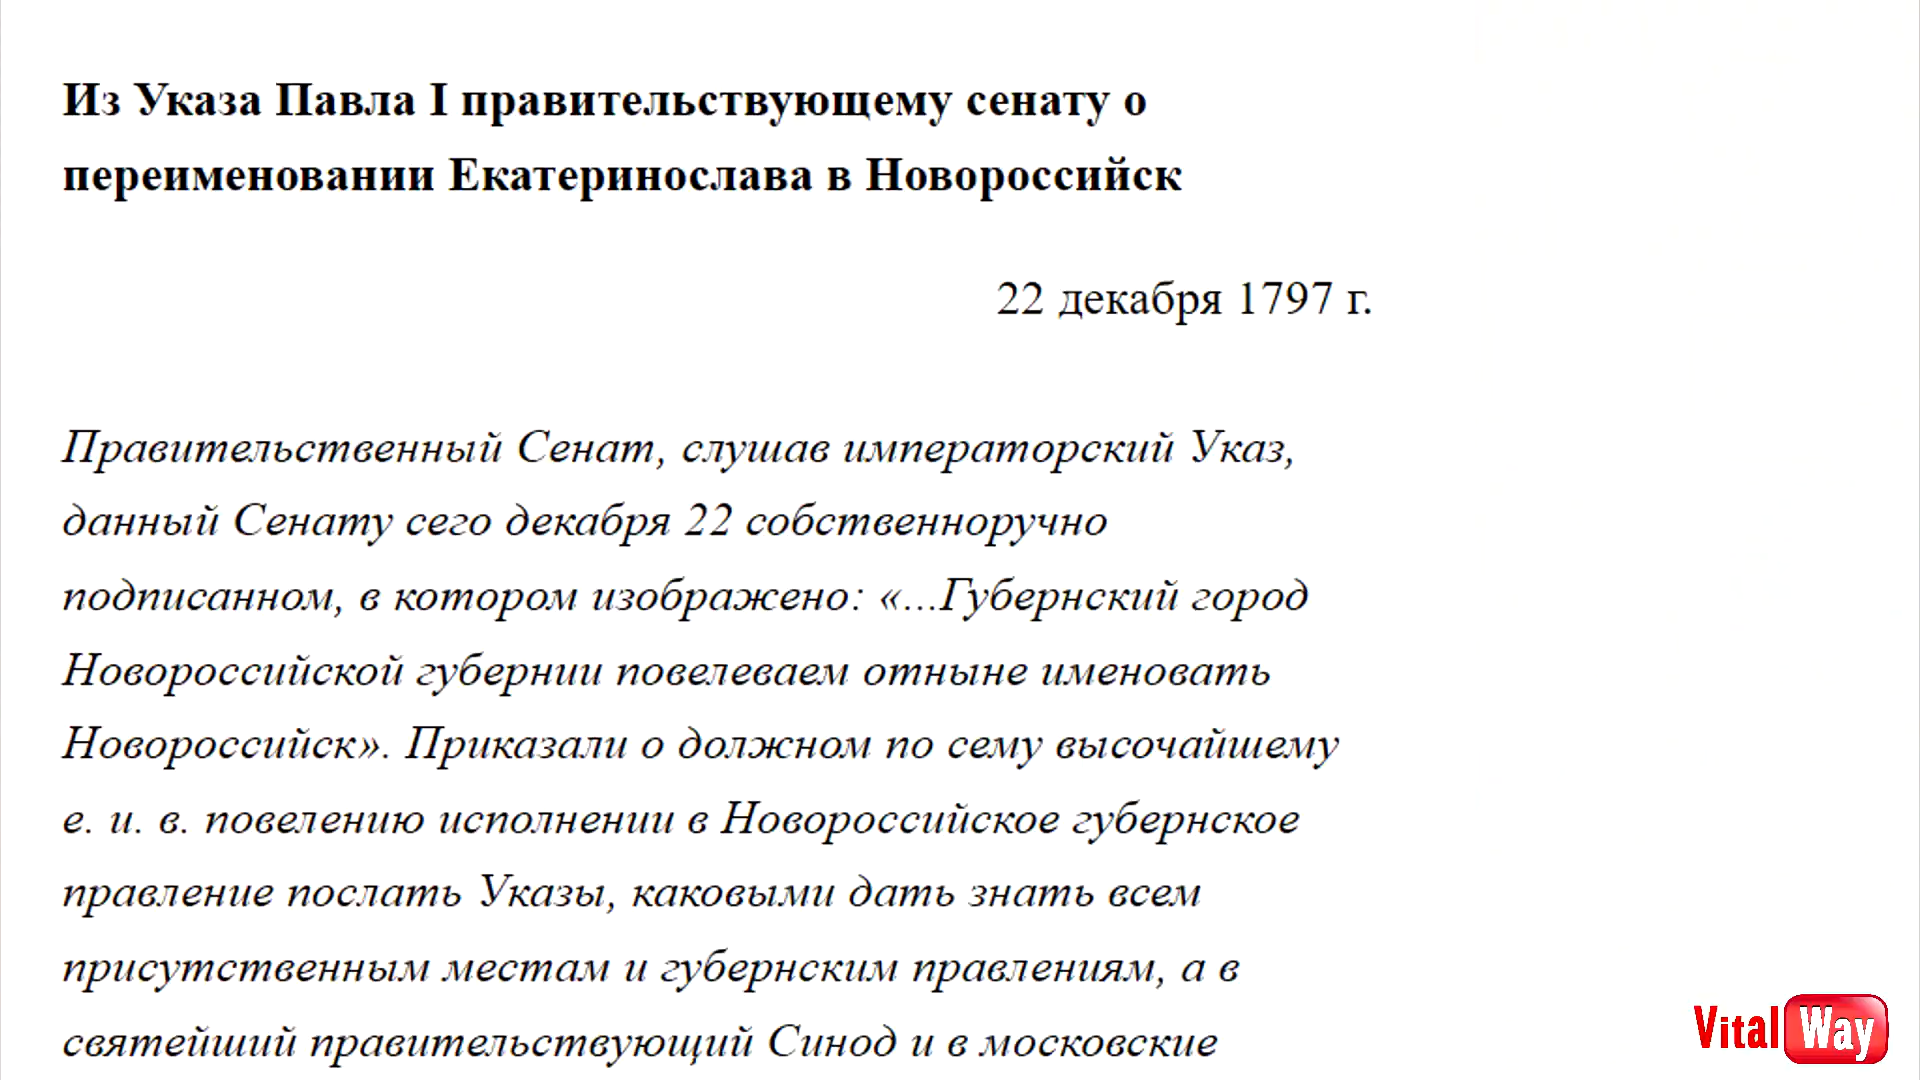 Из Указа Павла I правительствующему сенату о
переименовании Екатеринослава в Новороссийск
22 декабря 1797 г.
Правительственный Сенат, слушав императорский Указ,
данный Сенату сего декабря 22 собственноручно
подписанном, в котором изображено: «...Губернский город
Новороссийской губернии повелеваем отныне именовать
Новороссийск». Приказали о должном по сему высочайшему
е. и. в. повелению исполнении в Новороссийское губернское
правление послать Указы, каковыми дать знать всем
присутственным местам и губернским правлениям, а в
святейший правительствующий Синод и в московские
Vital Way